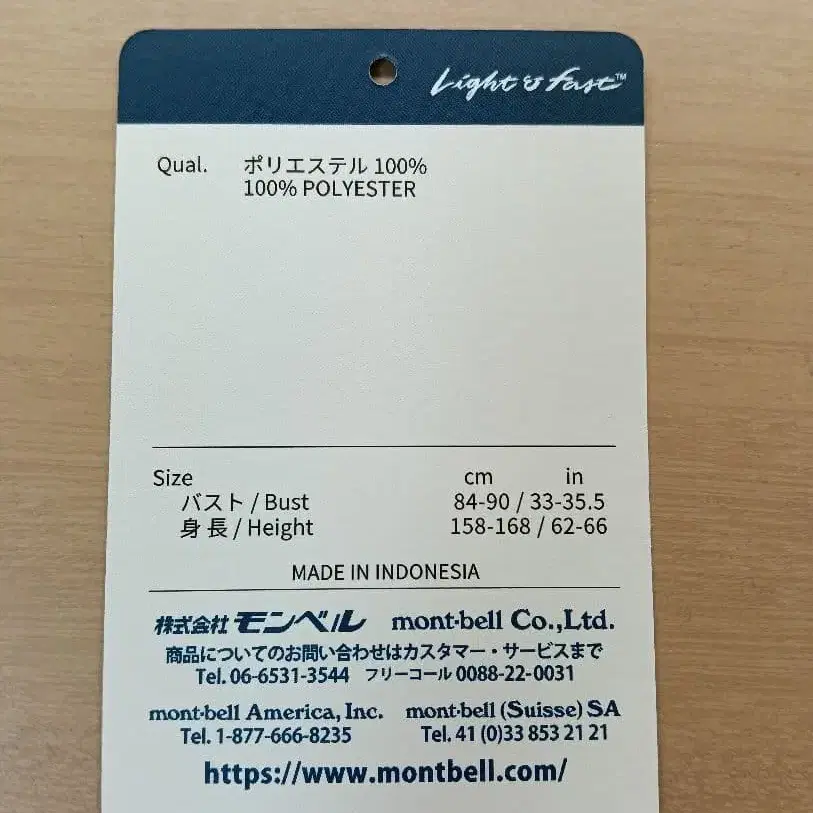 Light & Fast™
Qual. ポリエステル 100%
100% POLYESTER
Size cm in
バスト / Bust 84-90 / 33-35.5
身 長 / Height 158-168 / 62-66
MADE IN INDONESIA
株式会社 モンベル mont-bell Co.,Ltd.
商品についてのお問い合わせはカスタマー・サービスまで
Tel. 06-6531-3544 フリーコール 0088-22-0031
mont-bell America, Inc. mont-bell (Suisse) SA
Tel. 1-877-666-8235 Tel. 41 (0)33 853 21 21
https://www.montbell.com/